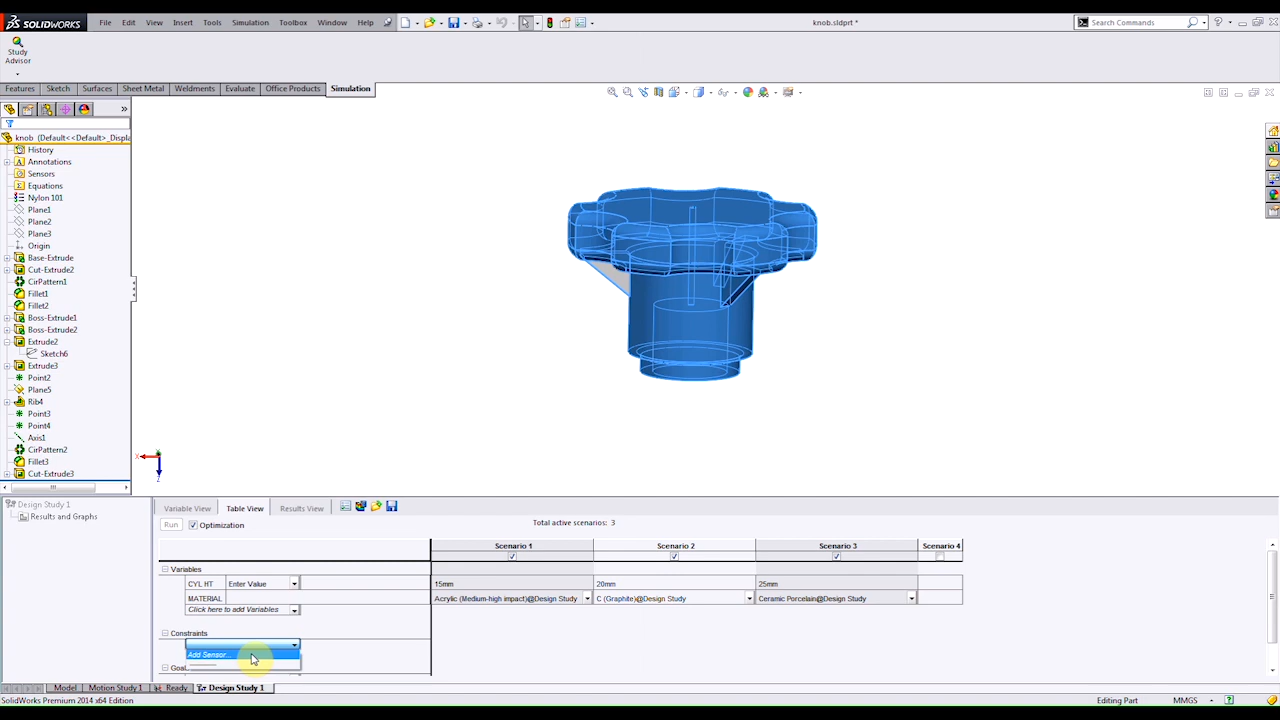 SOLIDWORKS File Edit View Insert Tools Simulation Toolbox Window Help knob.sldprt * Search Commands
Study
Advisor
Features Sketch Surfaces Sheet Metal Weldments Evaluate Office Products Simulation
knob (Default<<Default>_Displa
History
Annotations
Sensors
Equations
Nylon 101
Plane1
Plane2
Plane3
Origin
Base-Extrude
Cut-Extrude2
CirPattern1
Fillet1
Fillet2
Boss-Extrude1
Boss-Extrude2
Extrude2
Sketch6
Extrude3
Point2
Plane5
Rib4
Point3
Point4
Axis1
CirPattern2
Fillet3
Cut-Extrude3
X
Z
Design Study 1
Results and Graphs
Variable View Table View Results View
Run Optimization Total active scenarios: 3
Scenario 1 Scenario 2 Scenario 3 Scenario 4
Variables
CYL HT Enter Value 15mm 20mm 25mm
MATERIAL Acrylic (Medium-high impact)@Design Study C (Graphite)@Design Study Ceramic Porcelain@Design Study
Click here to add Variables
Constraints
Add Sensor...
Goal
Model Motion Study 1 Ready Design Study 1
SolidWorks Premium 2014 x64 Edition Editing Part MMGS